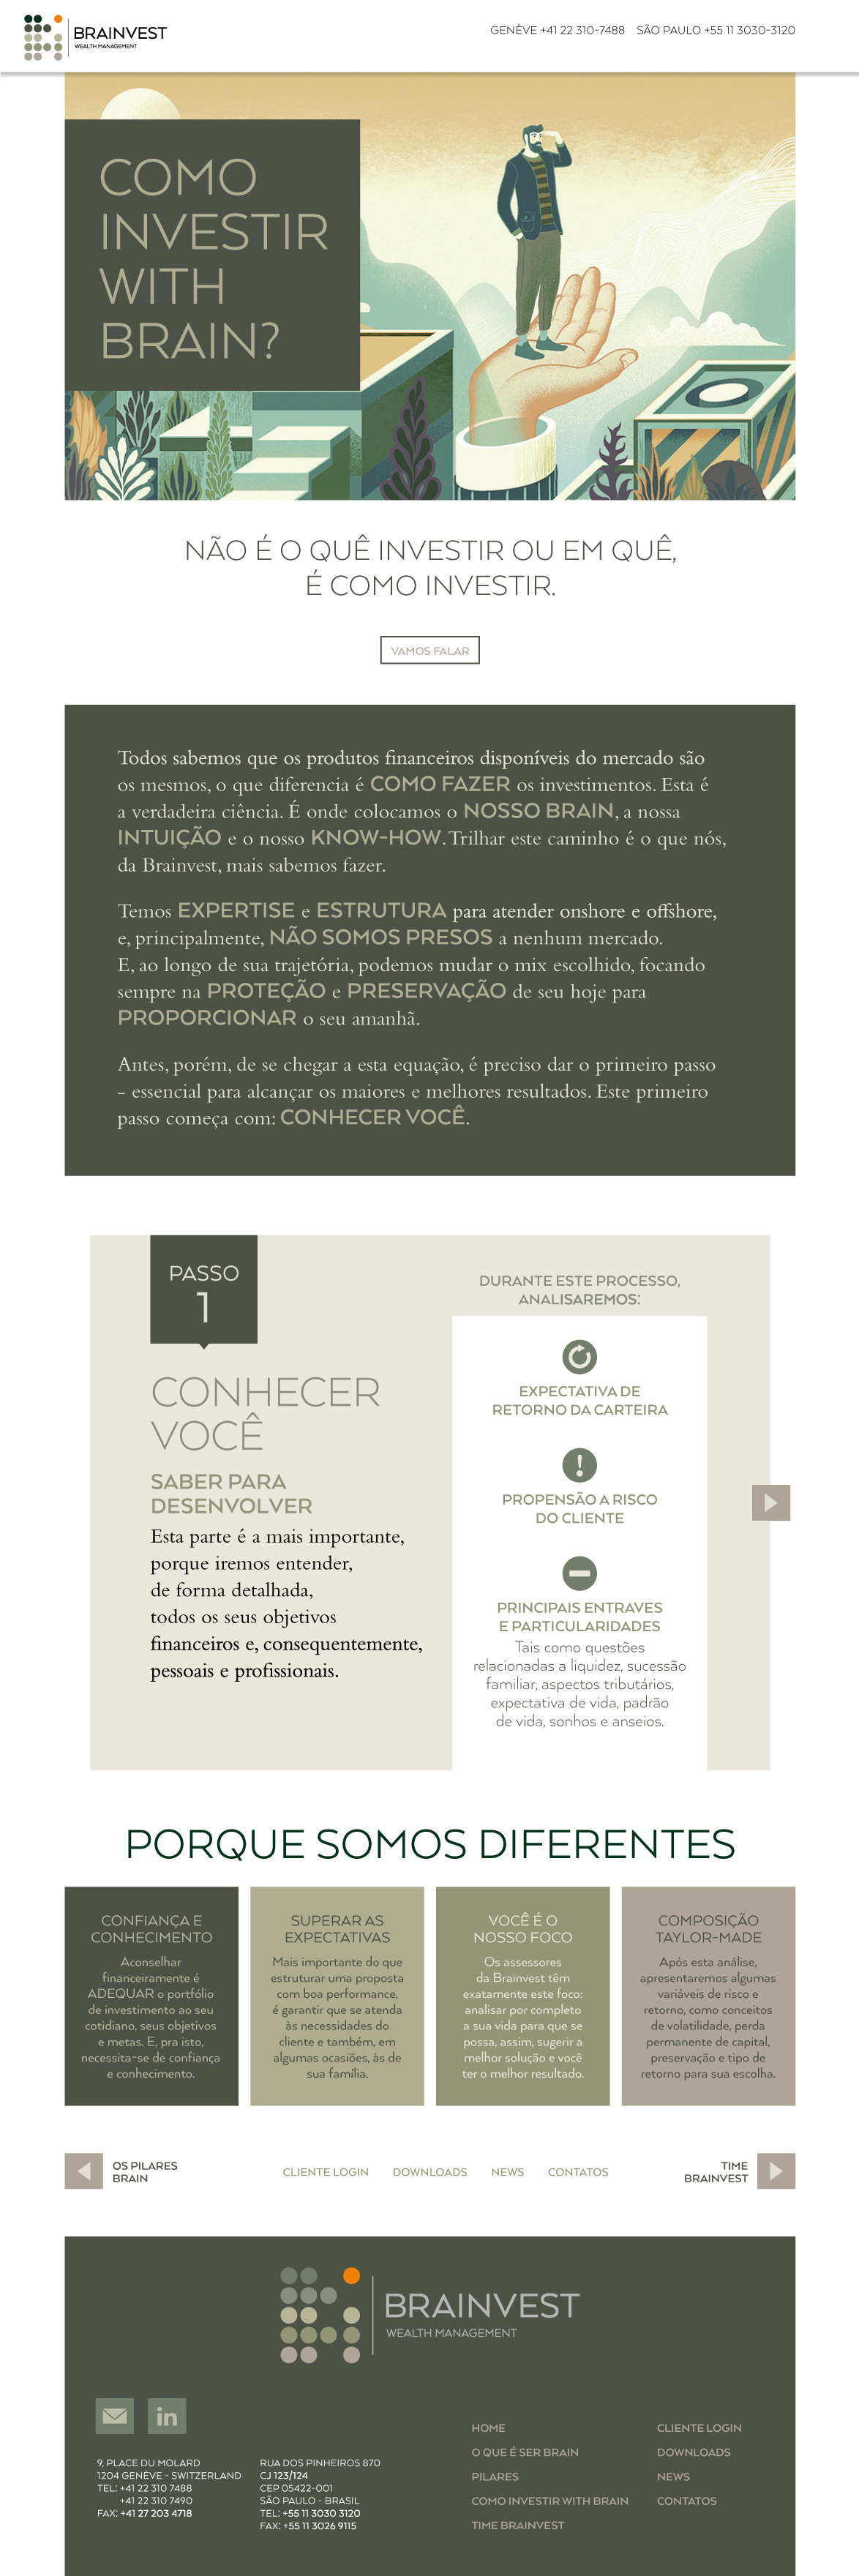 BRAINVEST
WEALTH MANAGEMENT
GENÈVE +41 22 310-7488 SÃO PAULO +55 11 3030-3120
COMO
INVESTIR
WITH
BRAIN?
NÃO É O QUÊ INVESTIR OU EM QUÊ,
É COMO INVESTIR.
VAMOS FALAR
Todos sabemos que os produtos financeiros disponíveis do mercado são
os mesmos, o que diferencia é COMO FAZER os investimentos. Esta é
a verdadeira ciência. É onde colocamos o NOSSO BRAIN, a nossa
INTUIÇÃO e o nosso KNOW-HOW. Trilhar este caminho é o que nós,
da Brainvest, mais sabemos fazer.
Temos EXPERTISE e ESTRUTURA para atender onshore e offshore,
e, principalmente, NÃO SOMOS PRESOS a nenhum mercado.
E, ao longo de sua trajetória, podemos mudar o mix escolhido, focando
sempre na PROTEÇÃO e PRESERVAÇÃO de seu hoje para
PROPORCIONAR o seu amanhã.
Antes, porém, de se chegar a esta equação, é preciso dar o primeiro passo
- essencial para alcançar os maiores e melhores resultados. Este primeiro
passo começa com: CONHECER VOCÊ.
PASSO
1
CONHECER
VOCÊ
SABER PARA
DESENVOLVER
Esta parte é a mais importante,
porque iremos entender,
de forma detalhada,
todos os seus objetivos
financeiros e, consequentemente,
pessoais e profissionais.
DURANTE ESTE PROCESSO,
ANALISAREMOS:
EXPECTATIVA DE
RETORNO DA CARTEIRA
!
PROPENSÃO A RISCO
DO CLIENTE
PRINCIPAIS ENTRAVES
E PARTICULARIDADES
Tais como questões
relacionadas a liquidez, sucessão
familiar, aspectos tributários,
expectativa de vida, padrão
de vida, sonhos e anseios.
PORQUE SOMOS DIFERENTES
CONFIANÇA E
CONHECIMENTO
Aconselhar
financeiramente é
ADEQUAR o portfólio
de investimento ao seu
cotidiano, seus objetivos
e metas. E, pra isto,
necessita-se de confiança
e conhecimento.
SUPERAR AS
EXPECTATIVAS
Mais importante do que
estruturar uma proposta
com boa performance,
é garantir que se atenda
às necessidades do
cliente e também, em
algumas ocasiões, às de
sua família.
VOCÊ É O
NOSSO FOCO
Os assessores
da Brainvest têm
exatamente este foco:
analisar por completo
a sua vida para que se
possa, assim, sugerir a
melhor solução e você
ter o melhor resultado.
COMPOSIÇÃO
TAYLOR-MADE
Após esta análise,
apresentaremos algumas
variáveis de risco e
retorno, como conceitos
de volatilidade, perda
permanente de capital,
preservação e tipo de
retorno para sua escolha.
OS PILARES
BRAIN
CLIENTE LOGIN DOWNLOADS NEWS CONTATOS
TIME
BRAINVEST
BRAINVEST
WEALTH MANAGEMENT
in
9, PLACE DU MOLARD
1204 GENÈVE - SWITZERLAND
TEL: +41 22 310 7488
+41 22 310 7490
FAX: +41 27 203 4718
RUA DOS PINHEIROS 870
CJ 123/124
CEP 05422-001
SÃO PAULO - BRASIL
TEL: +55 11 3030 3120
FAX: +55 11 3026 9115
HOME
O QUE É SER BRAIN
PILARES
COMO INVESTIR WITH BRAIN
TIME BRAINVEST
CLIENTE LOGIN
DOWNLOADS
NEWS
CONTATOS